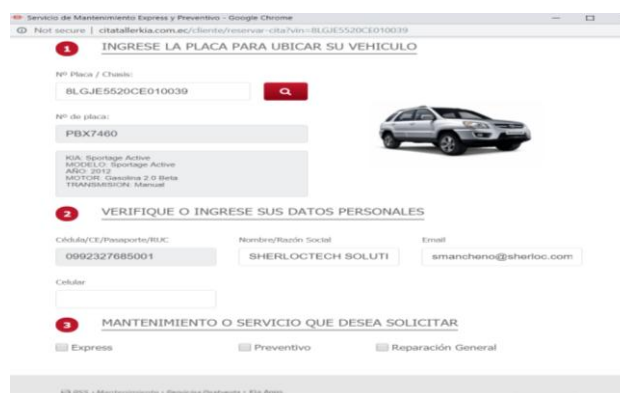 Servicio de Mantenimiento Express y Preventivo - Google Chrome
Not secure | citatallerkia.com.ec/cliente/reservar-cita?vin=8LGJE5520CE010039
1 INGRESE LA PLACA PARA UBICAR SU VEHICULO
Nº Placa / Chasis:
8LGJE5520CE010039
Nº de placa:
PBX7460
KIA: Sportage Active
MODELO: Sportage Active
AÑO: 2012
MOTOR: Gasolina 2.0 Beta
TRANSMISION: Manual
2 VERIFIQUE O INGRESE SUS DATOS PERSONALES
Cédula/CE/Pasaporte/RUC Nombre/Razón Social Email
0992327685001 SHERLOCTECH SOLUTI smancheno@sherloc.com
Celular
3 MANTENIMIENTO O SERVICIO QUE DESEA SOLICITAR
Express Preventivo Reparación General